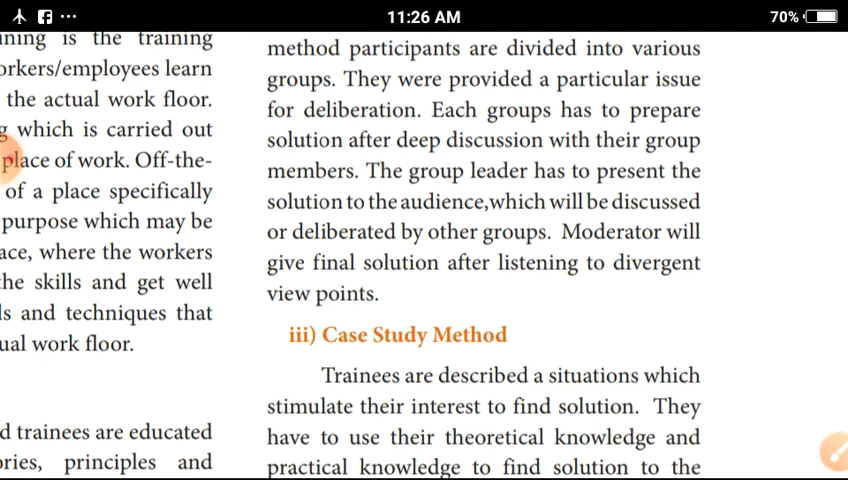 11:26 AM
70%
ning is the training
orkers/employees learn
the actual work floor.
g which is carried out
place of work. Off-the-
of a place specifically
purpose which may be
ace, where the workers
he skills and get well
s and techniques that
ual work floor.
d trainees are educated
ories, principles and
method participants are divided into various
groups. They were provided a particular issue
for deliberation. Each groups has to prepare
solution after deep discussion with their group
members. The group leader has to present the
solution to the audience,which will be discussed
or deliberated by other groups. Moderator will
give final solution after listening to divergent
view points.
iii) Case Study Method
Trainees are described a situations which
stimulate their interest to find solution. They
have to use their theoretical knowledge and
practical knowledge to find solution to the